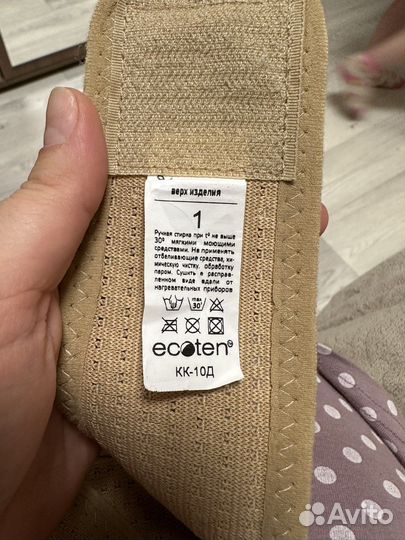 верх изделия
1
Ручная стирка при t° не выше
30° мягкими моющими
средствами. Не применять
отбеливающие средства, хи-
мическую чистку, обработку
паром. Сушить в расправ-
ленном виде вдали от
нагревательных приборов
max
30°
ecoten
КК-10Д
Avito